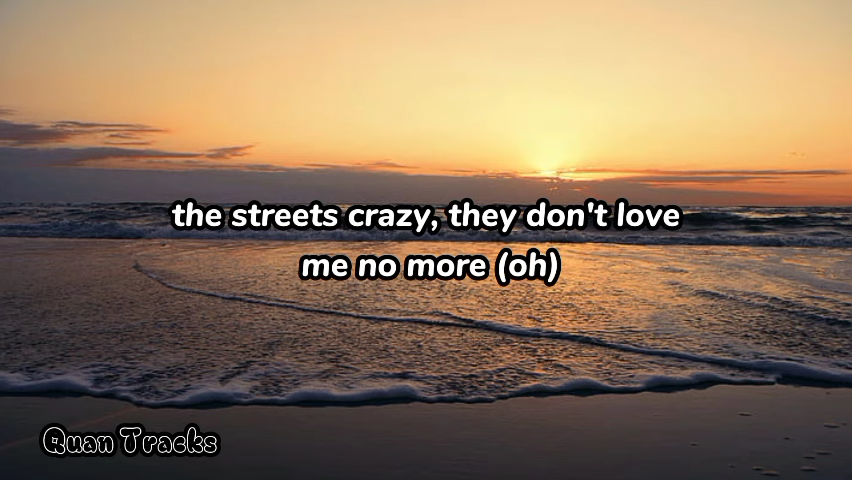 the streets crazy, they don't love
me no more (oh)
Quan Tracks